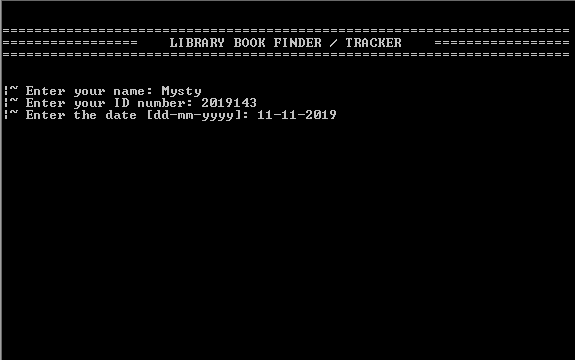 =======================================================================
=================    LIBRARY BOOK FINDER / TRACKER    =================
=======================================================================
¦~ Enter your name: Mysty
¦~ Enter your ID number: 2019143
¦~ Enter the date [dd-mm-yyyy]: 11-11-2019